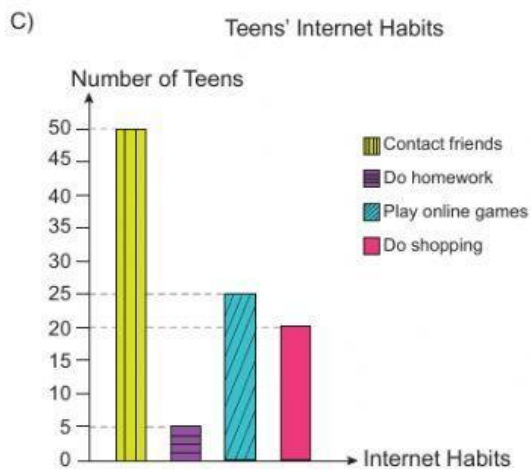 C)
Teens' Internet Habits
Number of Teens
50
45
40
35
30
25
20
15
10
5
0
Contact friends
Do homework
Play online games
Do shopping
Internet Habits